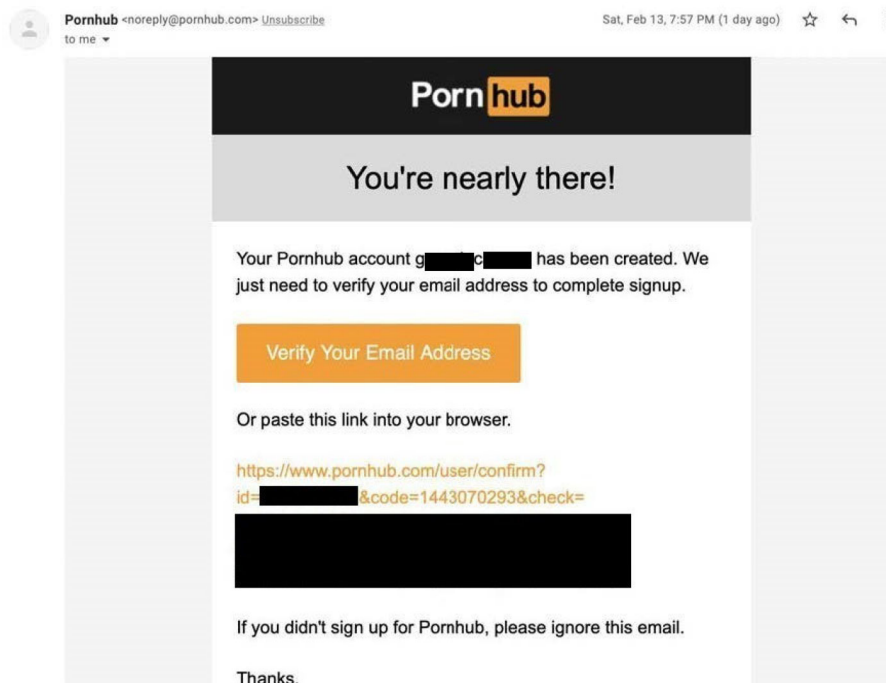 Pornhub <noreply@pornhub.com> Unsubscribe
Sat, Feb 13, 7:57 PM (1 day ago)
to me
Pornhub
You're nearly there!
Your Pornhub account g c has been created. We
just need to verify your email address to complete signup.
Verify Your Email Address
Or paste this link into your browser.
https://www.pornhub.com/user/confirm?
id= &code=1443070293&check=
If you didn't sign up for Pornhub, please ignore this email.
Thanks,